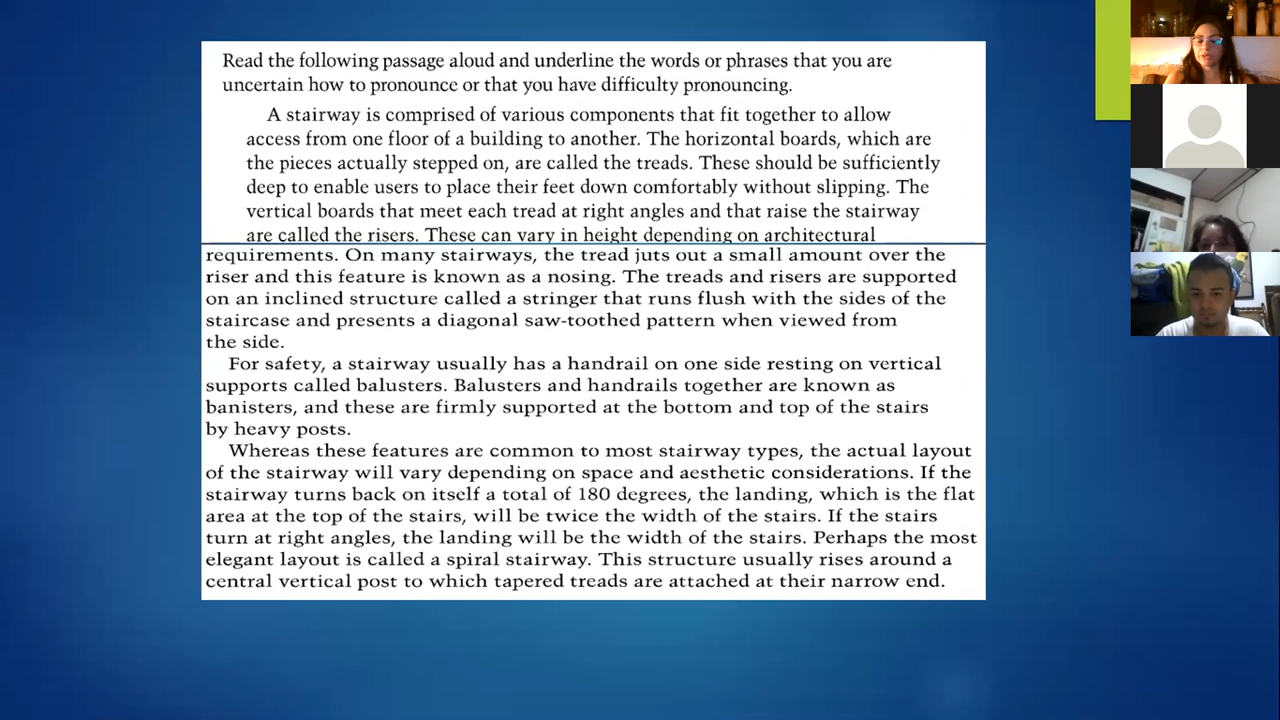 Read the following passage aloud and underline the words or phrases that you are
uncertain how to pronounce or that you have difficulty pronouncing.
A stairway is comprised of various components that fit together to allow
access from one floor of a building to another. The horizontal boards, which are
the pieces actually stepped on, are called the treads. These should be sufficiently
deep to enable users to place their feet down comfortably without slipping. The
vertical boards that meet each tread at right angles and that raise the stairway
are called the risers. These can vary in height depending on architectural
requirements. On many stairways, the tread juts out a small amount over the
riser and this feature is known as a nosing. The treads and risers are supported
on an inclined structure called a stringer that runs flush with the sides of the
staircase and presents a diagonal saw-toothed pattern when viewed from
the side.
For safety, a stairway usually has a handrail on one side resting on vertical
supports called balusters. Balusters and handrails together are known as
banisters, and these are firmly supported at the bottom and top of the stairs
by heavy posts.
Whereas these features are common to most stairway types, the actual layout
of the stairway will vary depending on space and aesthetic considerations. If the
stairway turns back on itself a total of 180 degrees, the landing, which is the flat
area at the top of the stairs, will be twice the width of the stairs. If the stairs
turn at right angles, the landing will be the width of the stairs. Perhaps the most
elegant layout is called a spiral stairway. This structure usually rises around a
central vertical post to which tapered treads are attached at their narrow end.